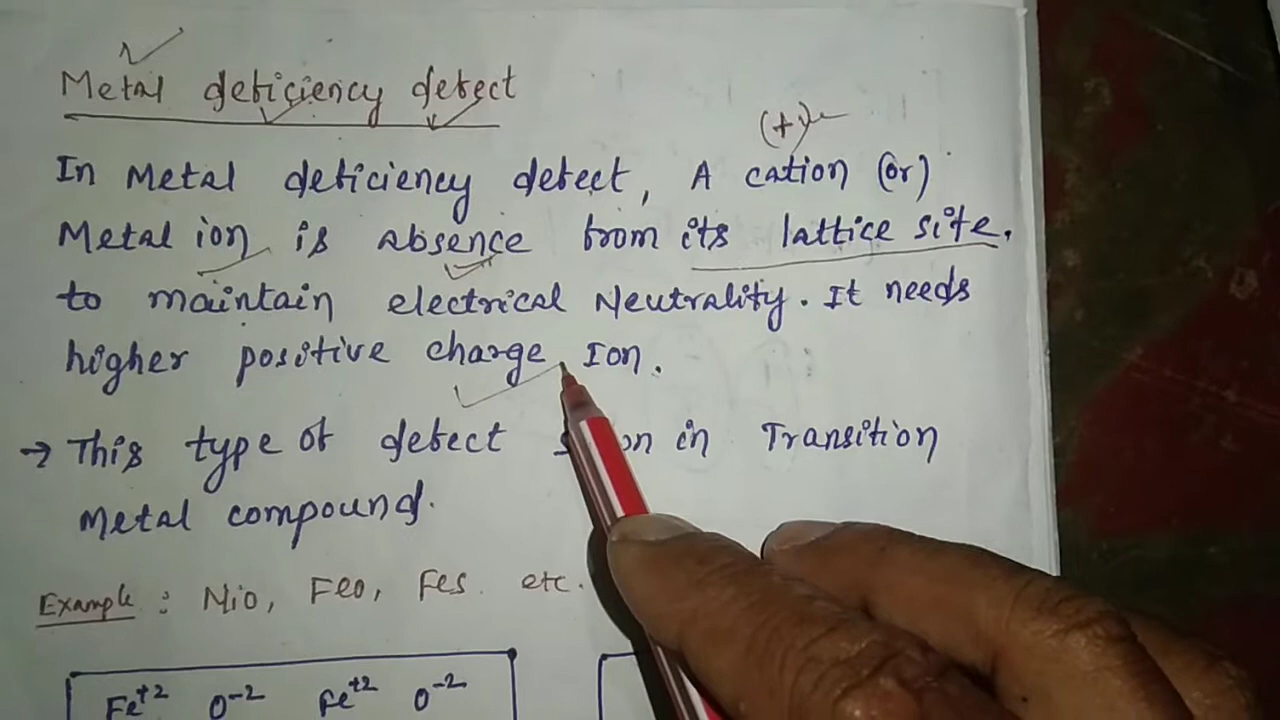 Metal deficiency defect
(+)ve
In Metal deficiency defect, A cation (or)
Metal ion is absence from its lattice site.
to maintain electrical Neutrality. It needs
higher positive charge Ion.
→ This type of defect in Transition
Metal compound.
Example : Nio, Feo, Fes. etc.
Fe+2 O-2 Fe+2 O-2